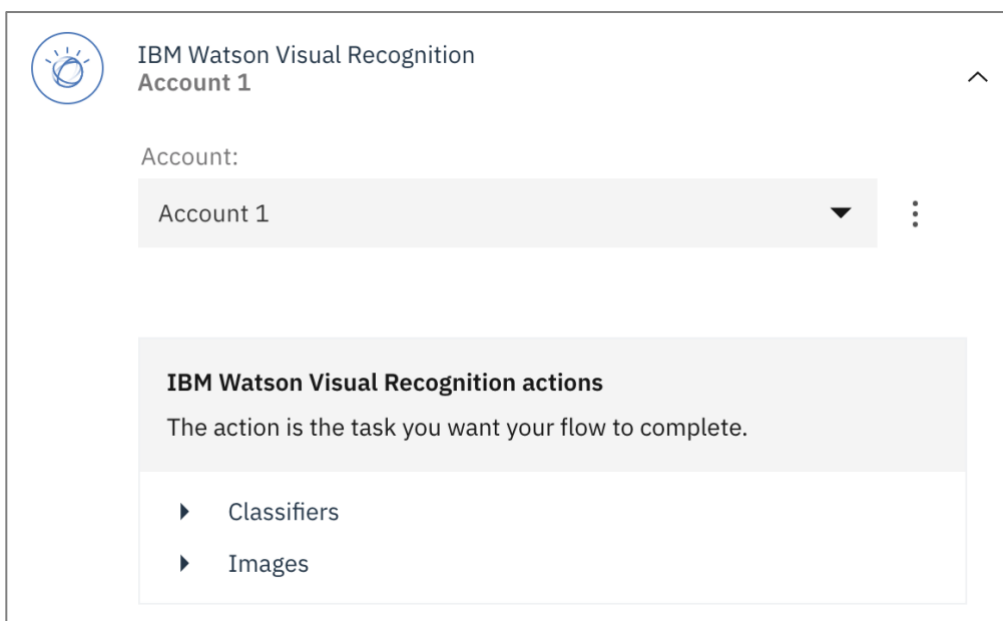 IBM Watson Visual Recognition
Account 1
Account:
Account 1
IBM Watson Visual Recognition actions
The action is the task you want your flow to complete.
Classifiers
Images